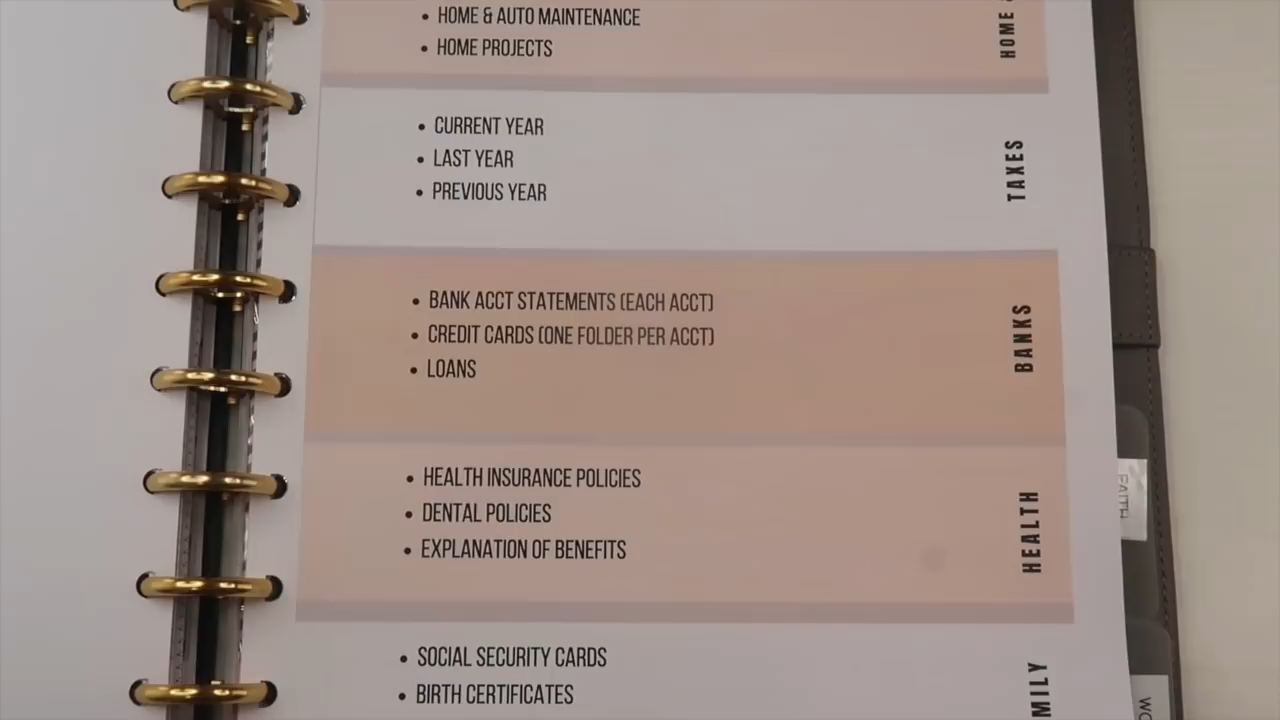 • HOME & AUTO MAINTENANCE
• HOME PROJECTS
HOME
• CURRENT YEAR
• LAST YEAR
• PREVIOUS YEAR
TAXES
• BANK ACCT STATEMENTS (EACH ACCT)
• CREDIT CARDS (ONE FOLDER PER ACCT)
• LOANS
BANKS
• HEALTH INSURANCE POLICIES
• DENTAL POLICIES
• EXPLANATION OF BENEFITS
HEALTH
FAITH
• SOCIAL SECURITY CARDS
• BIRTH CERTIFICATES
MILY
WO